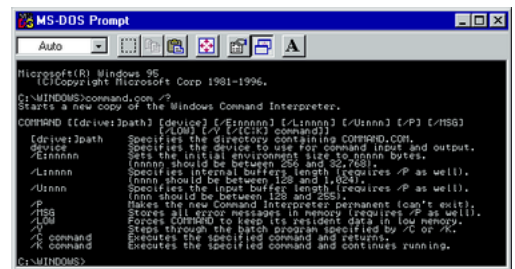 MS-DOS Prompt
Auto
A
Microsoft(R) Windows 95
(C)Copyright Microsoft Corp 1981-1996.
C:\WINDOWS>command.com /?
Starts a new copy of the Windows Command Interpreter.
COMMAND [[drive:]path] [device] [/E:nnnnn] [/L:nnnn] [/U:nnn] [/P] [/MSG]
[/LOW] [/Y [/[C|K] command]]
[drive:]path Specifies the directory containing COMMAND.COM.
device Specifies the device to use for command input and output.
/E:nnnnn Sets the initial environment size to nnnnn bytes.
(nnnnn should be between 256 and 32,768).
/L:nnnn Specifies internal buffers length (requires /P as well).
(nnnn should be between 128 and 1,024).
/U:nnn Specifies the input buffer length (requires /P as well).
(nnn should be between 128 and 255).
/P Makes the new Command Interpreter permanent (can't exit).
/MSG Stores all error messages in memory (requires /P as well).
/LOW Forces COMMAND to keep its resident data in low memory.
/Y Steps through the batch program specified by /C or /K.
/C command Executes the specified command and returns.
/K command Executes the specified command and continues running.
C:\WINDOWS>